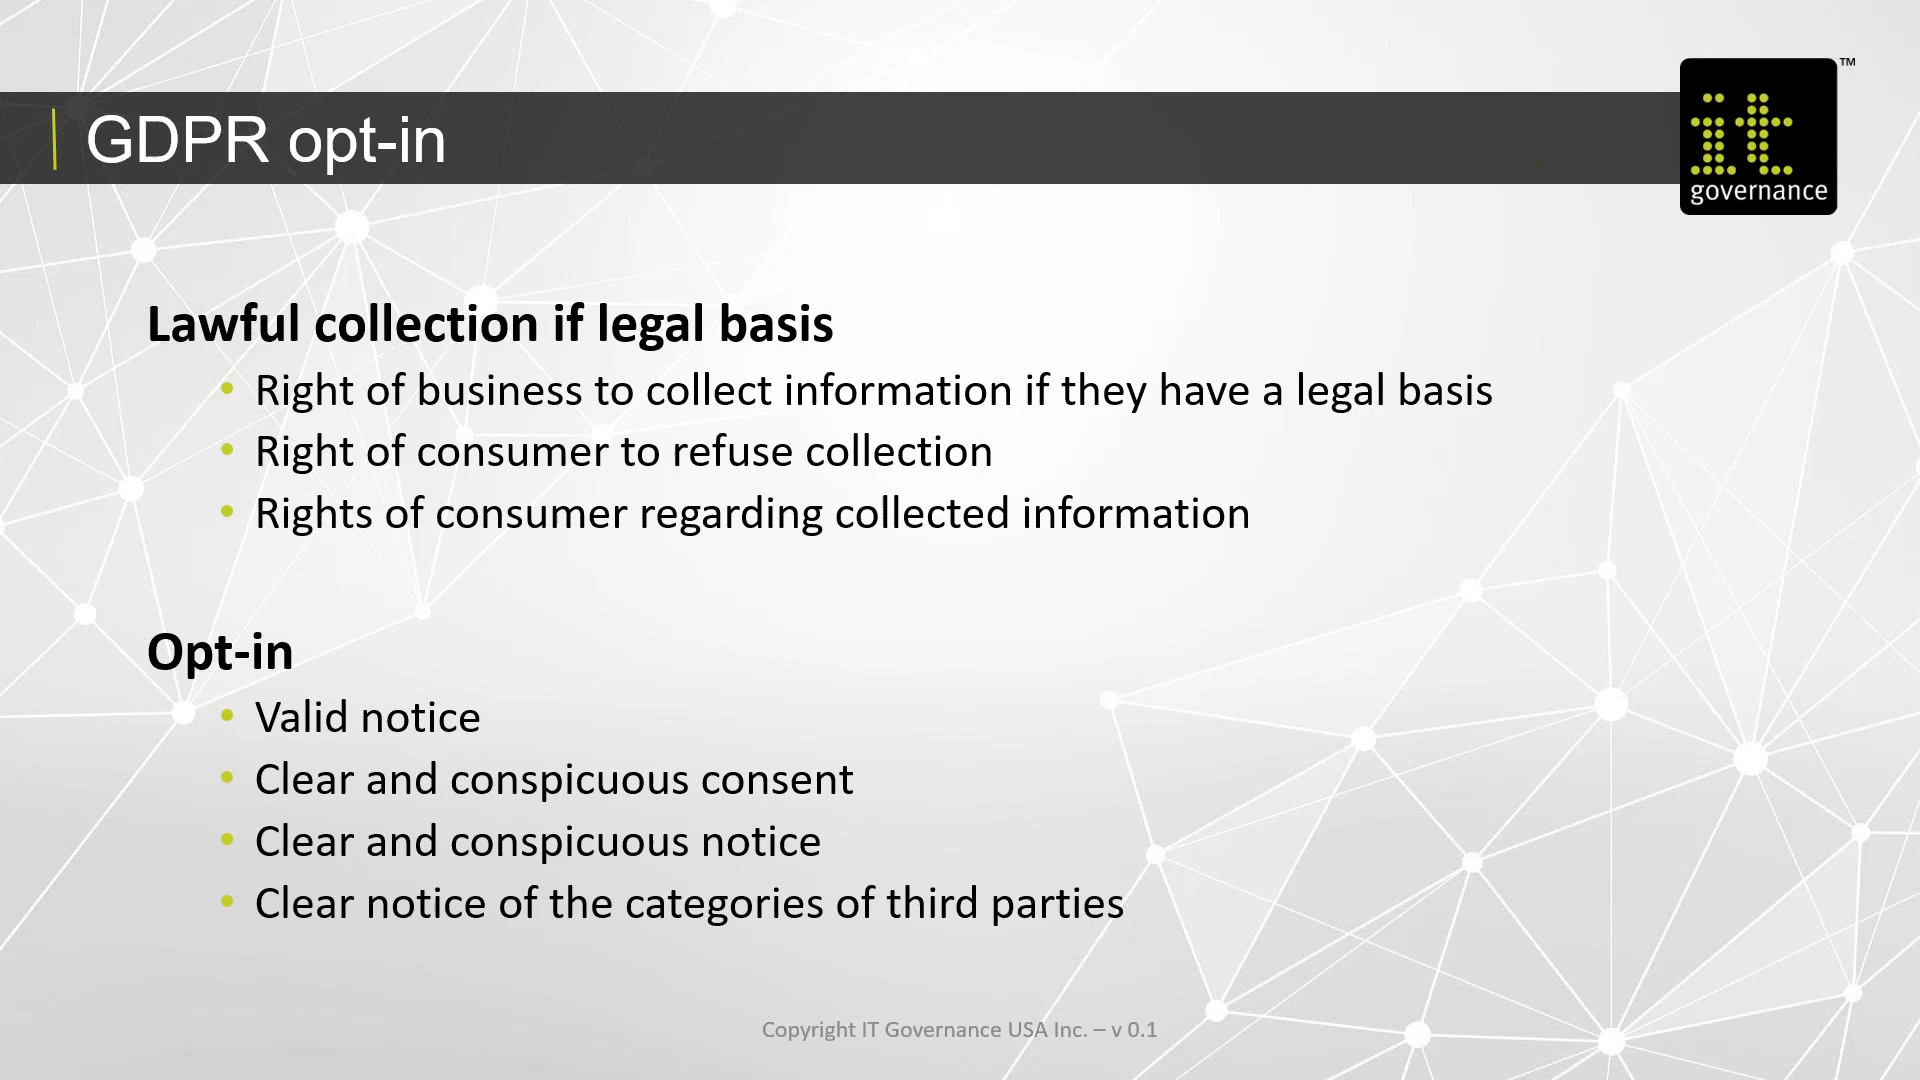 GDPR opt-in
it
governance
TM
Lawful collection if legal basis
• Right of business to collect information if they have a legal basis
• Right of consumer to refuse collection
• Rights of consumer regarding collected information
Opt-in
• Valid notice
• Clear and conspicuous consent
• Clear and conspicuous notice
• Clear notice of the categories of third parties
Copyright IT Governance USA Inc. – v 0.1